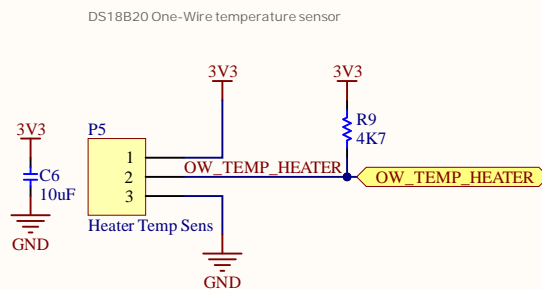 DS18B20 One-Wire temperature sensor
3V3
3V3
3V3
R9
4K7
P5
C6
10uF
1
2
3
OW_TEMP_HEATER
OW_TEMP_HEATER
Heater Temp Sens
GND
GND